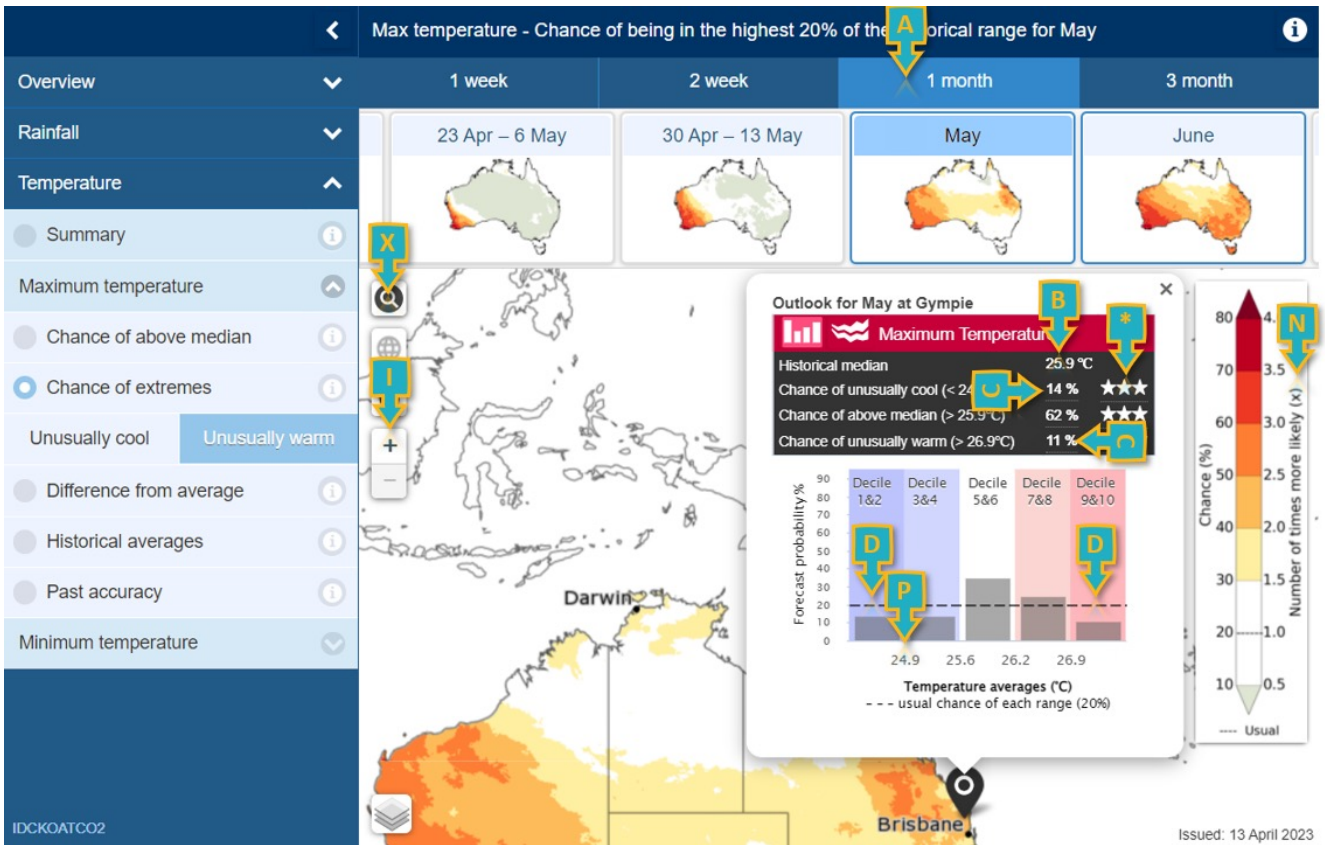 Max temperature - Chance of being in the highest 20% of the orical range for May
A
i
Overview
Rainfall
Temperature
Summary
Maximum temperature
Chance of above median
Chance of extremes
Unusually cool
Unusually warm
Difference from average
Historical averages
Past accuracy
Minimum temperature
IDCKOATCO2
1 week
2 week
1 month
3 month
23 Apr – 6 May
30 Apr – 13 May
May
June
X
I
+
−
Darwin
Brisbane
Outlook for May at Gympie
×
B
*
Maximum Temperatur
Historical median 25.9 °C
Chance of unusually cool (< 24 C 14 % ★★★
Chance of above median (> 25.9°C) 62 % ★★★
Chance of unusually warm (> 26.9°C) 11 % C
Forecast probability %
90
80
70
60
50
40
30
20
10
0
Decile 1&2
Decile 3&4
Decile 5&6
Decile 7&8
Decile 9&10
D
D
P
24.9 25.6 26.2 26.9
Temperature averages (°C)
- - - usual chance of each range (20%)
Chance (%)
80
70
60
50
40
30
20
10
4.
3.5
3.0
2.5
2.0
1.5
1.0
0.5
N
Number of times more likely (x)
---- Usual
Issued: 13 April 2023